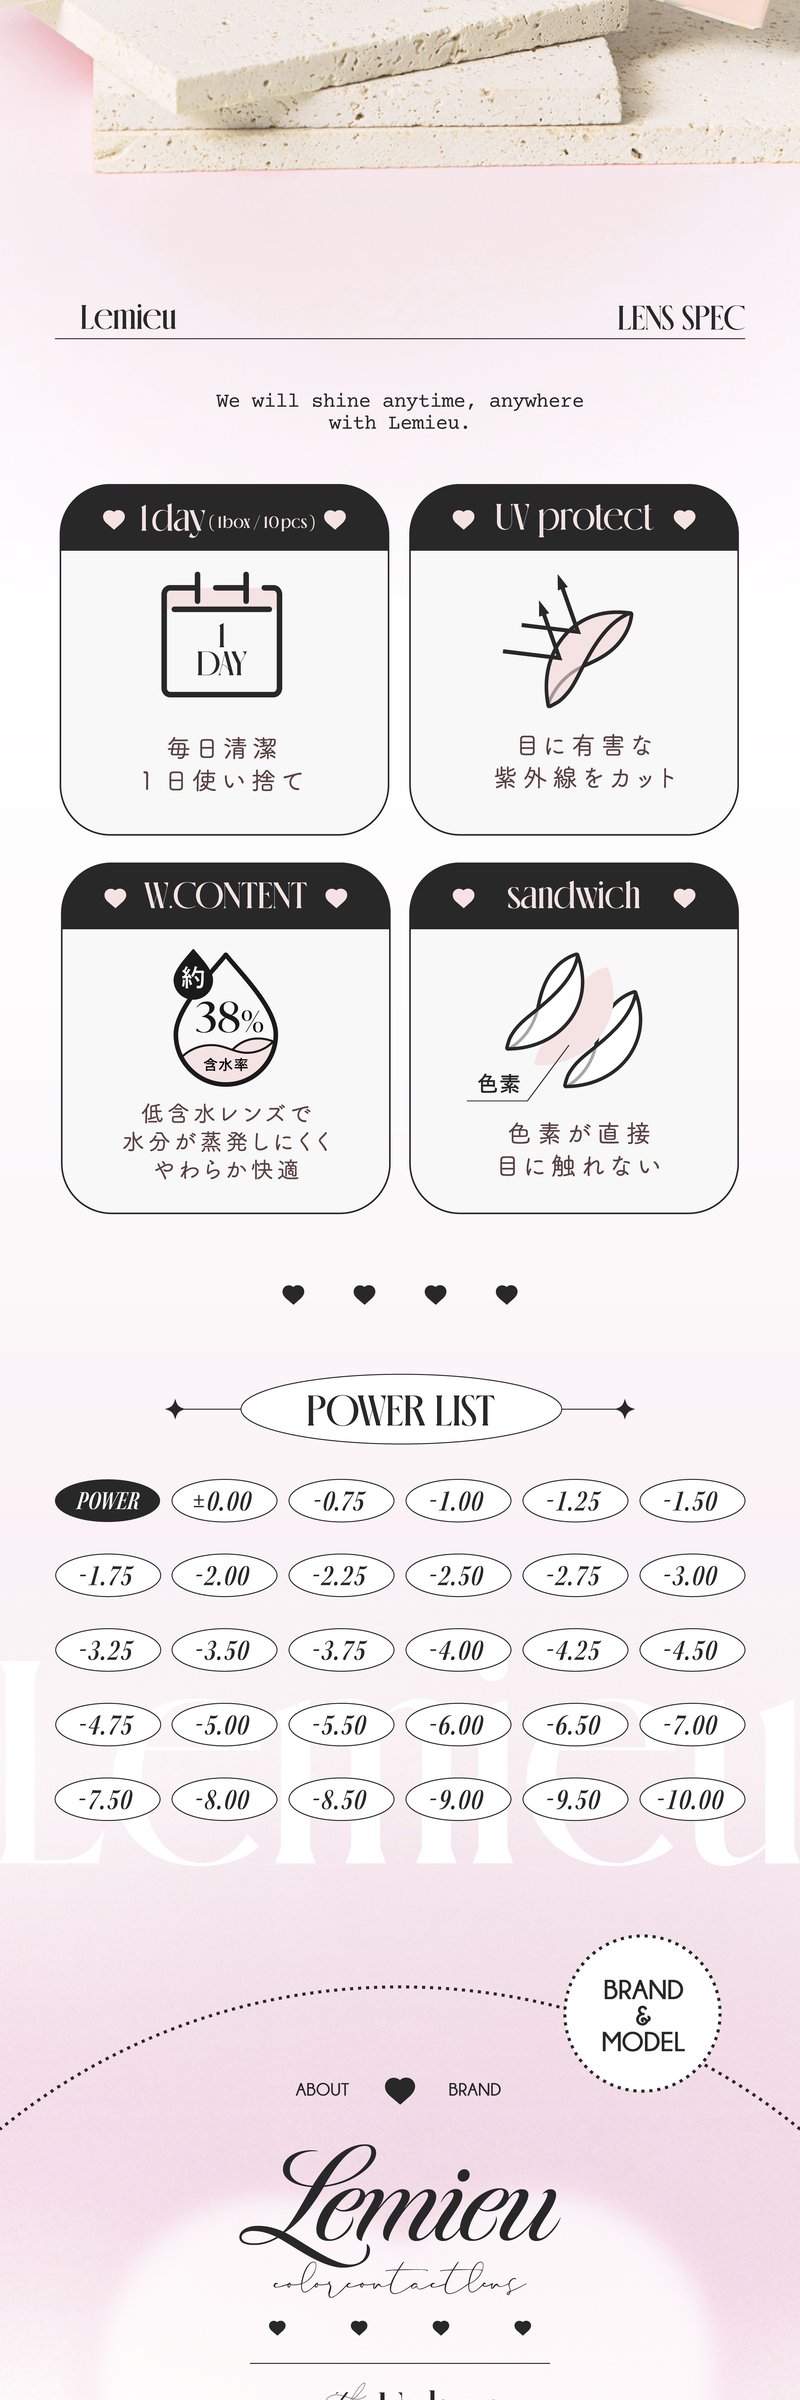 Lemieu
LENS SPEC
We will shine anytime, anywhere
with Lemieu.
1day (1box/10pcs)
1
DAY
毎日清潔
1日使い捨て
UV protect
目に有害な
紫外線をカット
W.CONTENT
約
38%
含水率
低含水レンズで
水分が蒸発しにくく
やわらか快適
sandwich
色素
色素が直接
目に触れない
POWER LIST
POWER ±0.00 -0.75 -1.00 -1.25 -1.50
-1.75 -2.00 -2.25 -2.50 -2.75 -3.00
-3.25 -3.50 -3.75 -4.00 -4.25 -4.50
-4.75 -5.00 -5.50 -6.00 -6.50 -7.00
-7.50 -8.00 -8.50 -9.00 -9.50 -10.00
Lemieu
BRAND
&
MODEL
ABOUT BRAND
Lemieu
colorcontactlens